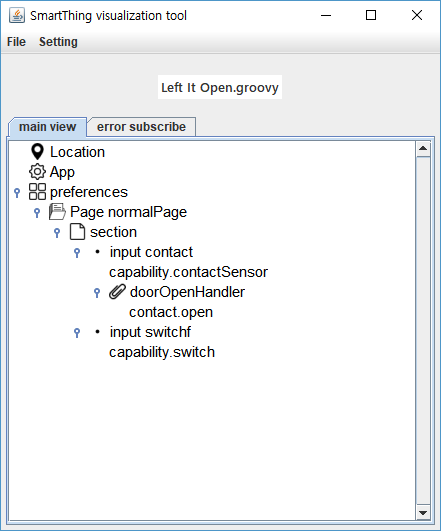 SmartThing visualization tool
File Setting
Left It Open.groovy
main view error subscribe
Location
App
preferences
Page normalPage
section
input contact
capability.contactSensor
doorOpenHandler
contact.open
input switchf
capability.switch